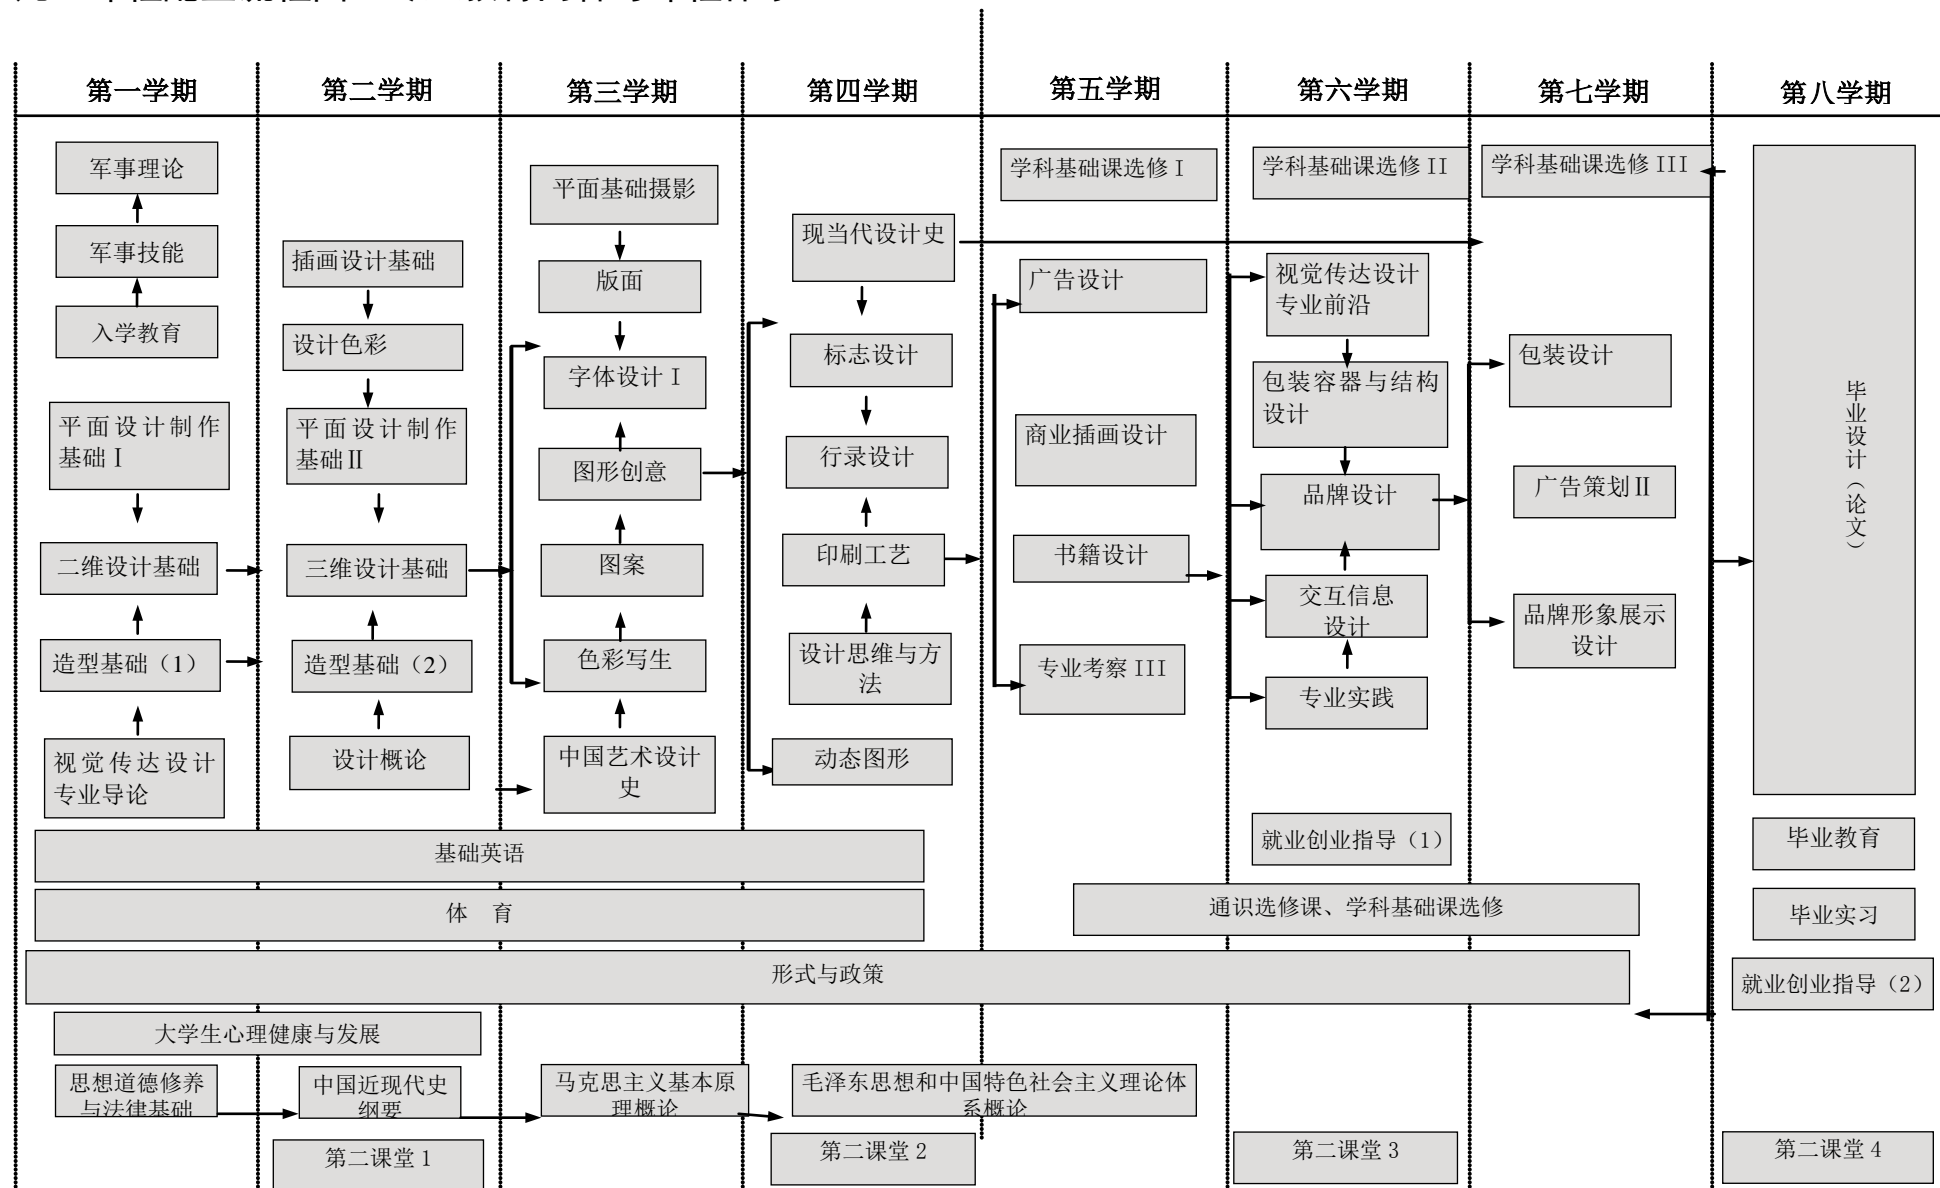 第一学期
第二学期
第三学期
第四学期
第五学期
第六学期
第七学期
第八学期
军事理论
军事技能
入学教育
平面设计制作
基础 I
二维设计基础
造型基础（1）
视觉传达设计
专业导论
插画设计基础
设计色彩
平面设计制作
基础 II
三维设计基础
造型基础（2）
设计概论
平面基础摄影
版面
字体设计 I
图形创意
图案
色彩写生
中国艺术设计
史
现当代设计史
标志设计
行录设计
印刷工艺
设计思维与方
法
动态图形
学科基础课选修 I
广告设计
商业插画设计
书籍设计
专业考察 III
学科基础课选修 II
视觉传达设计
专业前沿
包装容器与结构
设计
品牌设计
交互信息
设计
专业实践
就业创业指导（1）
学科基础课选修 III
包装设计
广告策划 II
品牌形象展示
设计
毕业设计（论文）
毕业教育
毕业实习
就业创业指导（2）
基础英语
体 育
通识选修课、学科基础课选修
形式与政策
大学生心理健康与发展
思想道德修养
与法律基础
中国近现代史
纲要
马克思主义基本原
理概论
毛泽东思想和中国特色社会主义理论体
系概论
第二课堂 1
第二课堂 2
第二课堂 3
第二课堂 4